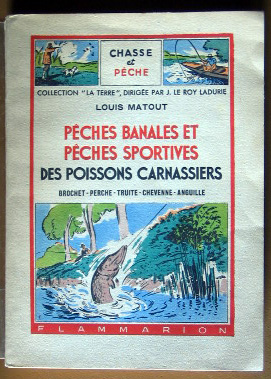 CHASSE
et
PÊCHE
COLLECTION "LA TERRE", DIRIGÉE PAR J. LE ROY LADURIE
LOUIS MATOUT
PÊCHES BANALES ET
PÊCHES SPORTIVES
DES POISSONS CARNASSIERS
BROCHET - PERCHE - TRUITE - CHEVENNE - ANGUILLE
FLAMMARION